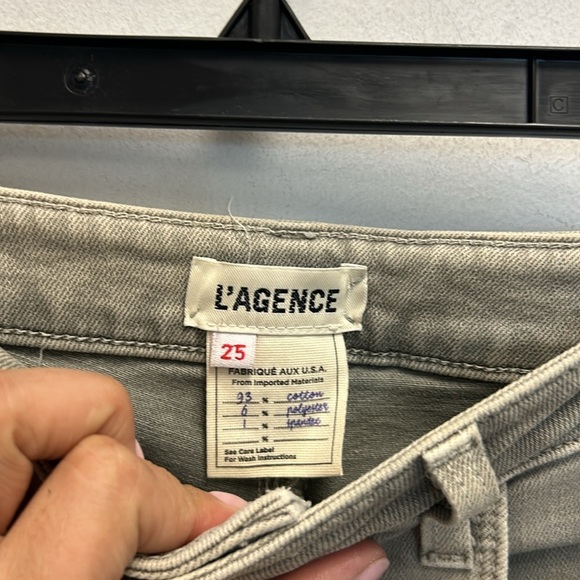 L'AGENCE
25
FABRIQUÉ AUX U.S.A.
From Imported Materials
93 % cotton
6 % polyester
1 % spandex
%
See Care Label
For Wash Instructions
C